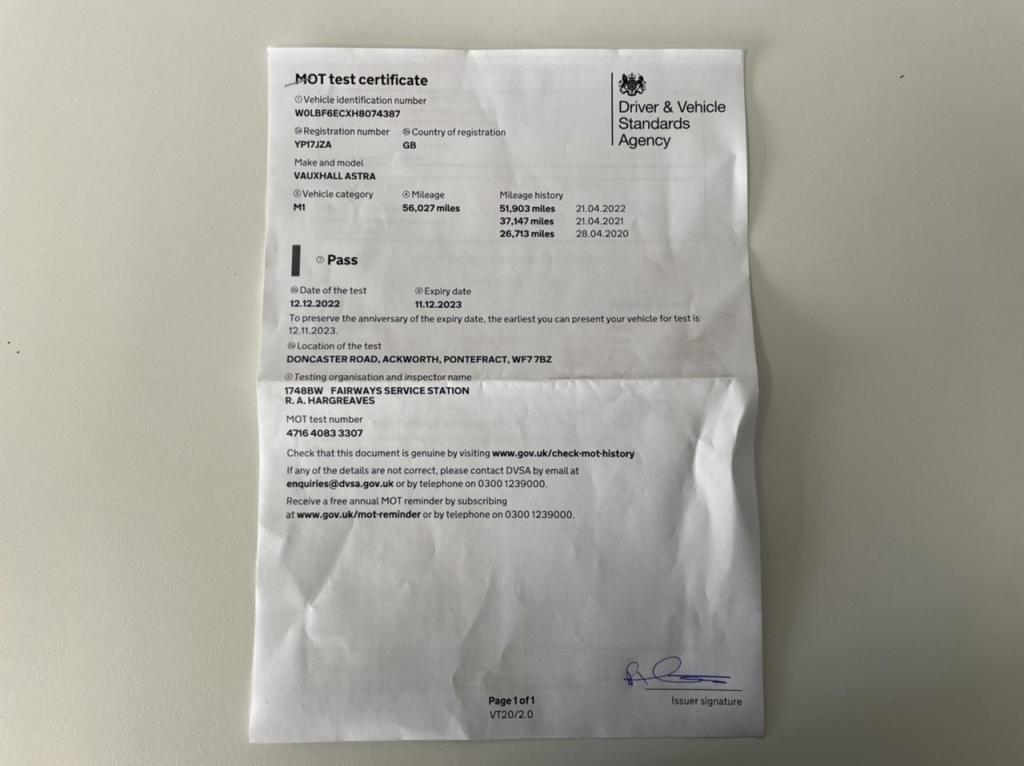 MOT test certificate
Driver & Vehicle
Standards
Agency
Vehicle identification number
W0LBF6ECXH8074387
Registration number Country of registration
YP17JZA GB
Make and model
VAUXHALL ASTRA
Vehicle category Mileage Mileage history
M1 56,027 miles 51,903 miles 21.04.2022
37,147 miles 21.04.2021
26,713 miles 28.04.2020
Pass
Date of the test Expiry date
12.12.2022 11.12.2023
To preserve the anniversary of the expiry date, the earliest you can present your vehicle for test is
12.11.2023.
Location of the test
DONCASTER ROAD, ACKWORTH, PONTEFRACT, WF7 7BZ
Testing organisation and inspector name
1748BW FAIRWAYS SERVICE STATION
R. A. HARGREAVES
MOT test number
4716 4083 3307
Check that this document is genuine by visiting www.gov.uk/check-mot-history
If any of the details are not correct, please contact DVSA by email at
enquiries@dvsa.gov.uk or by telephone on 0300 1239000.
Receive a free annual MOT reminder by subscribing
at www.gov.uk/mot-reminder or by telephone on 0300 1239000.
Page 1 of 1
VT20/2.0
Issuer signature